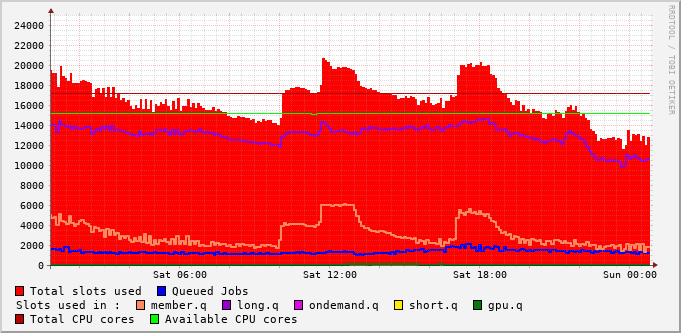 24000
22000
20000
18000
16000
14000
12000
10000
8000
6000
4000
2000
0
Sat 06:00 Sat 12:00 Sat 18:00 Sun 00:00
Total slots used Queued Jobs
Slots used in : member.q long.q ondemand.q short.q gpu.q
Total CPU cores Available CPU cores
RRDTOOL / TOBI OETIKER